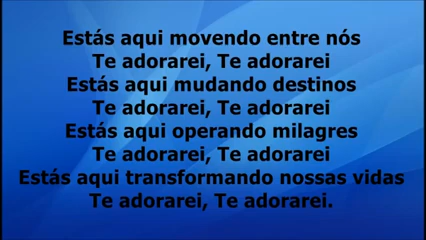 Estás aqui movendo entre nós
Te adorarei, Te adorarei
Estás aqui mudando destinos
Te adorarei, Te adorarei
Estás aqui operando milagres
Te adorarei, Te adorarei
Estás aqui transformando nossas vidas
Te adorarei, Te adorarei.